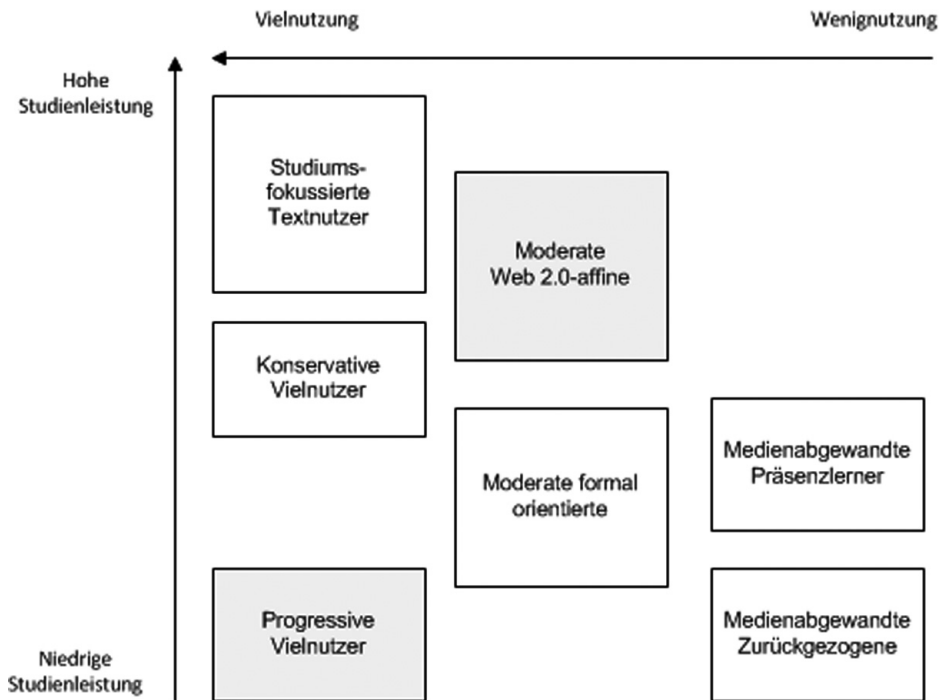 Vielnutzung
Wenignutzung
Hohe
Studienleistung
Studiums-
fokussierte
Textnutzer
Moderate
Web 2.0-affine
Konservative
Vielnutzer
Moderate formal
orientierte
Medienabgewandte
Präsenzlerner
Progressive
Vielnutzer
Medienabgewandte
Zurückgezogene
Niedrige
Studienleistung